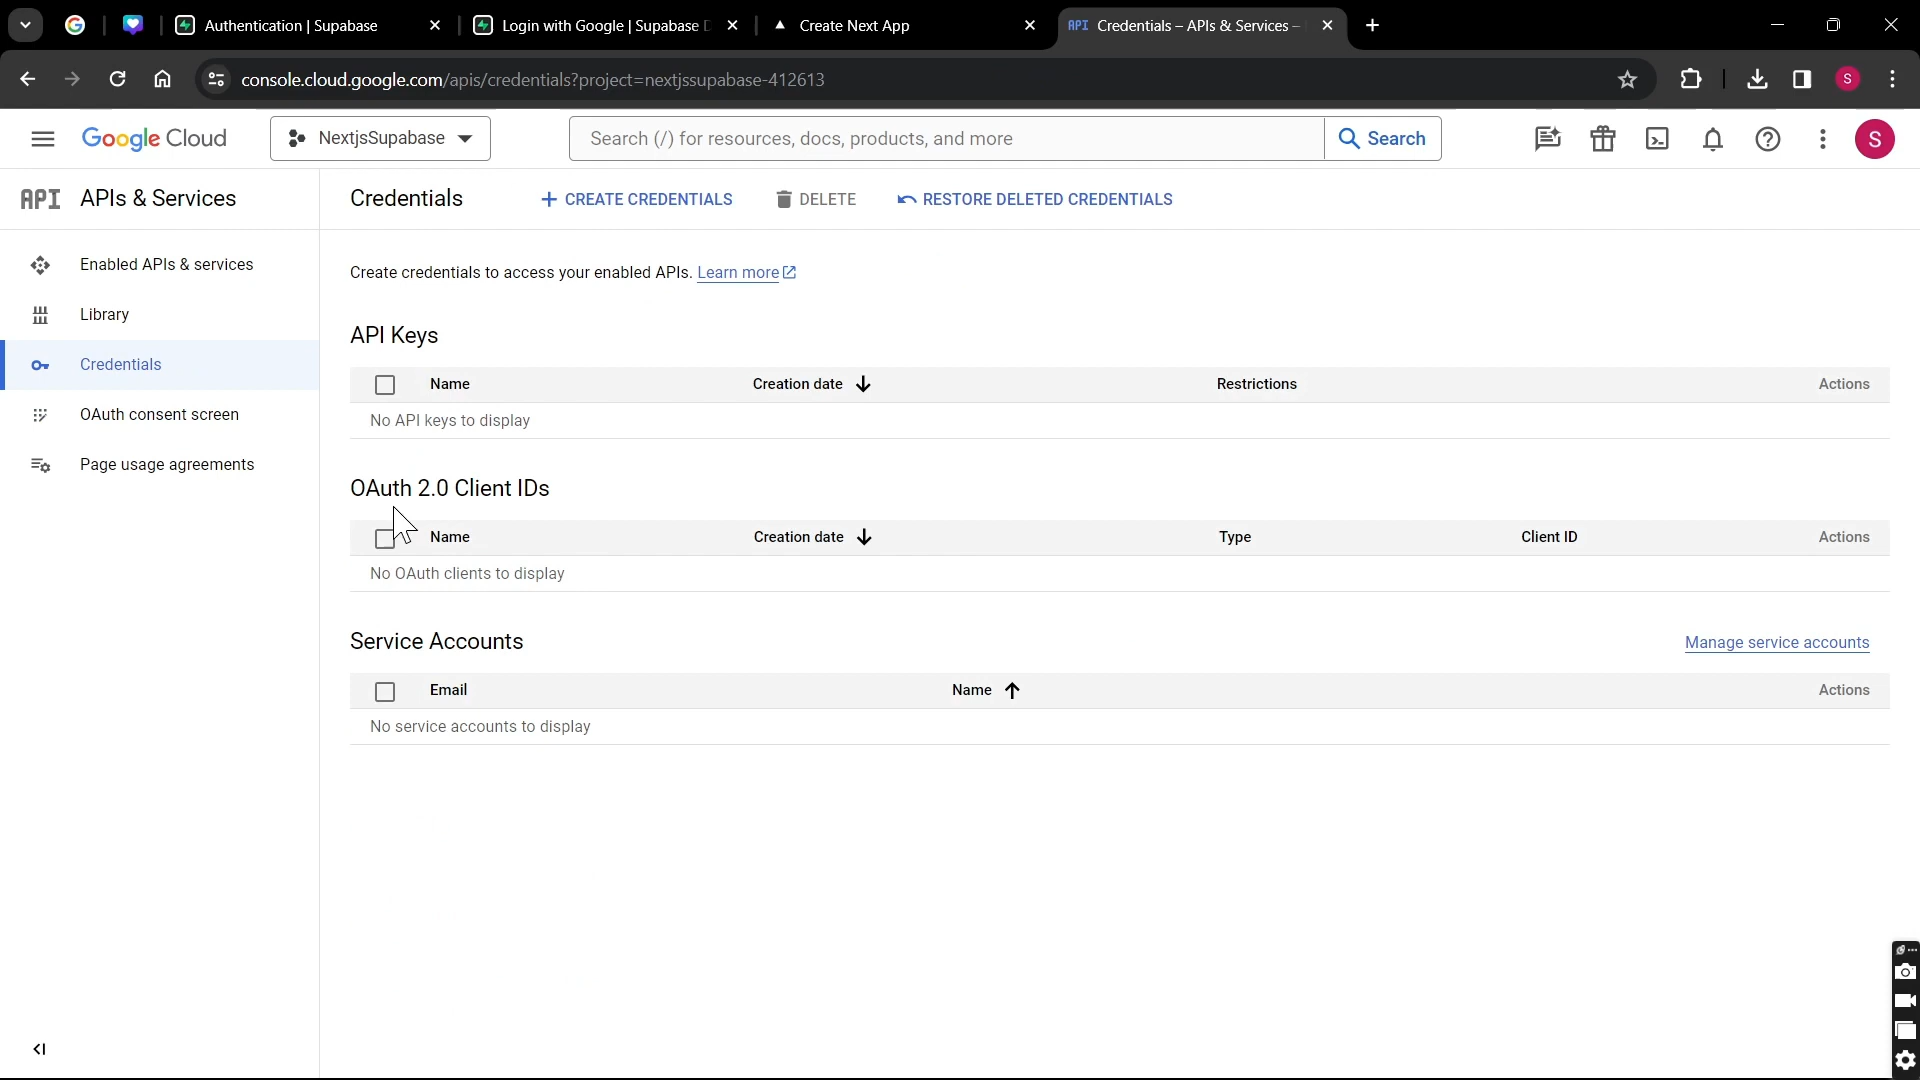 Authentication | Supabase
Login with Google | Supabase D
Create Next App
API Credentials – APIs & Services –
console.cloud.google.com/apis/credentials?project=nextjssupabase-412613
S
Google Cloud
NextjsSupabase
Search (/) for resources, docs, products, and more
Search
S
API APIs & Services
Credentials
CREATE CREDENTIALS
DELETE
RESTORE DELETED CREDENTIALS
Enabled APIs & services
Library
Credentials
OAuth consent screen
Page usage agreements
Create credentials to access your enabled APIs. Learn more
API Keys
Name Creation date Restrictions Actions
No API keys to display
OAuth 2.0 Client IDs
Name Creation date Type Client ID Actions
No OAuth clients to display
Service Accounts
Manage service accounts
Email Name Actions
No service accounts to display